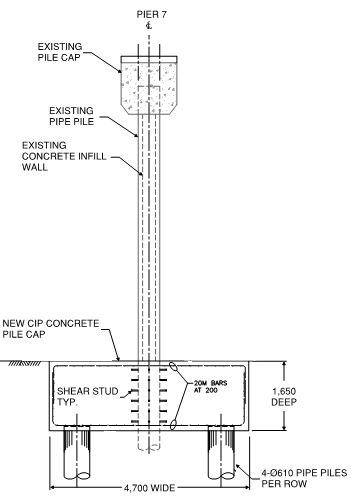 PIER 7
℄
EXISTING
PILE CAP
EXISTING
PIPE PILE
EXISTING
CONCRETE INFILL
WALL
NEW CIP CONCRETE
PILE CAP
SHEAR STUD
TYP.
20M BARS
AT 200
1,650
DEEP
4,700 WIDE
4-Ø610 PIPE PILES
PER ROW